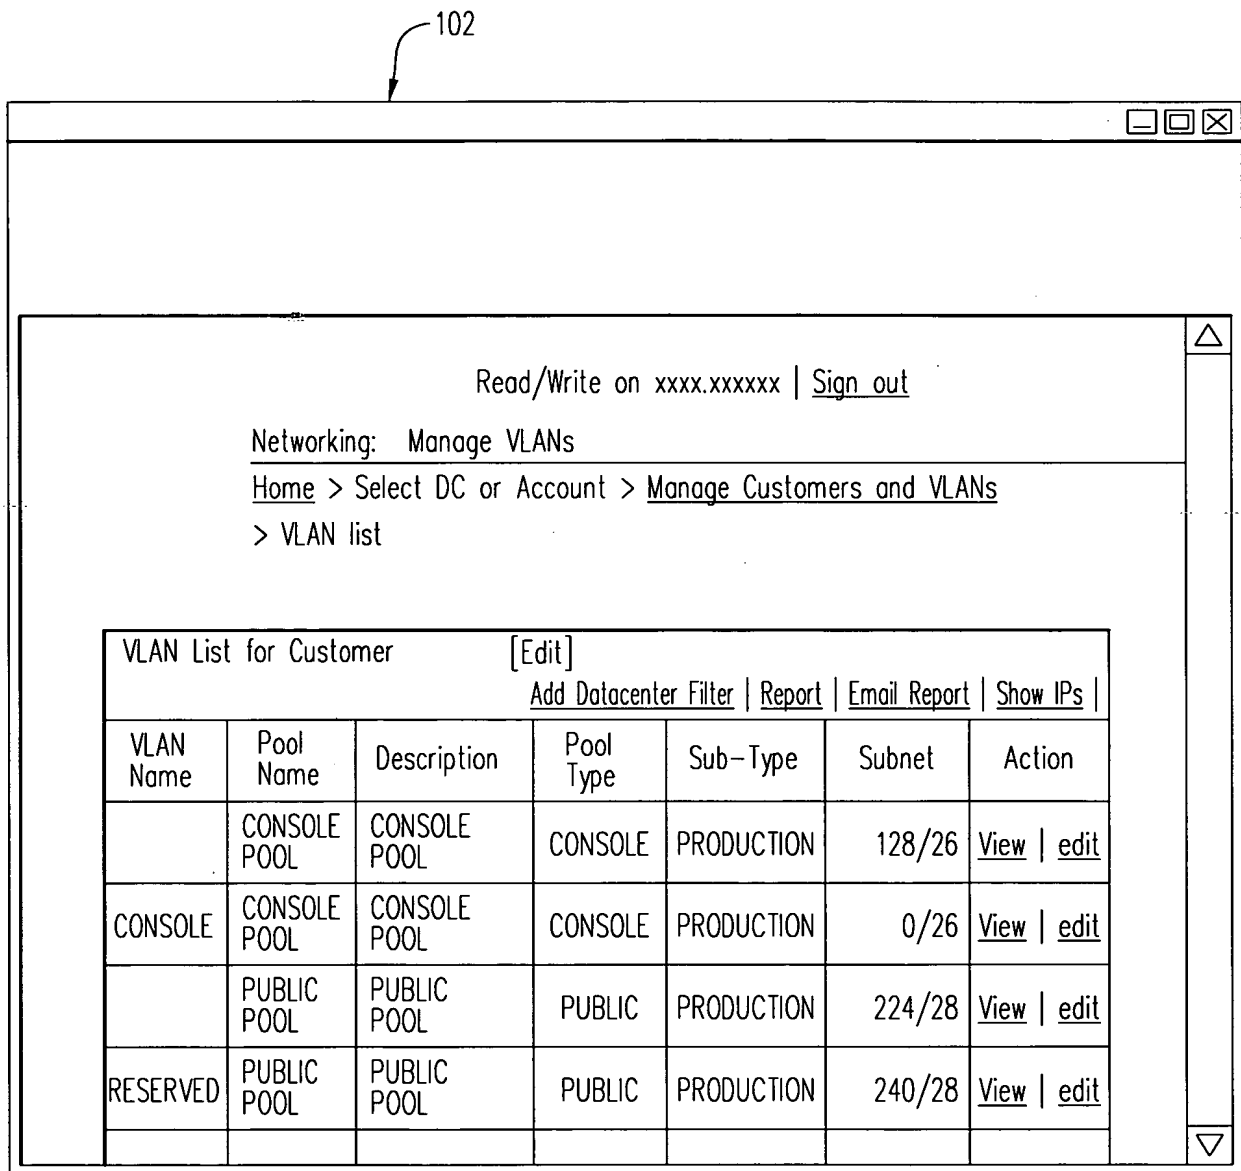 102
Read/Write on xxxx.xxxxxx | Sign out
Networking: Manage VLANs
Home > Select DC or Account > Manage Customers and VLANs
> VLAN list
VLAN List for Customer [Edit]
Add Datacenter Filter | Report | Email Report | Show IPs |
VLAN Name Pool Name Description Pool Type Sub-Type Subnet Action
CONSOLE POOL CONSOLE POOL CONSOLE PRODUCTION 128/26 View | edit
CONSOLE CONSOLE POOL CONSOLE POOL CONSOLE PRODUCTION 0/26 View | edit
PUBLIC POOL PUBLIC POOL PUBLIC PRODUCTION 224/28 View | edit
RESERVED PUBLIC POOL PUBLIC POOL PUBLIC PRODUCTION 240/28 View | edit